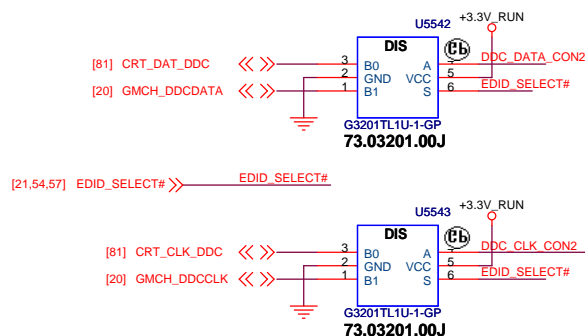 U5542 +3.3V_RUN
DIS
[81] CRT_DAT_DDC 3 B0 A DDC_DATA_CON2
2 GND VCC 5
[20] GMCH_DDCDATA 1 B1 S 6 EDID_SELECT#
G3201TL1U-1-GP
73.03201.00J
[21,54,57] EDID_SELECT# EDID_SELECT#
U5543 +3.3V_RUN
DIS
[81] CRT_CLK_DDC 3 B0 A DDC_CLK_CON2
2 GND VCC 5
[20] GMCH_DDCCLK 1 B1 S 6 EDID_SELECT#
G3201TL1U-1-GP
73.03201.00J